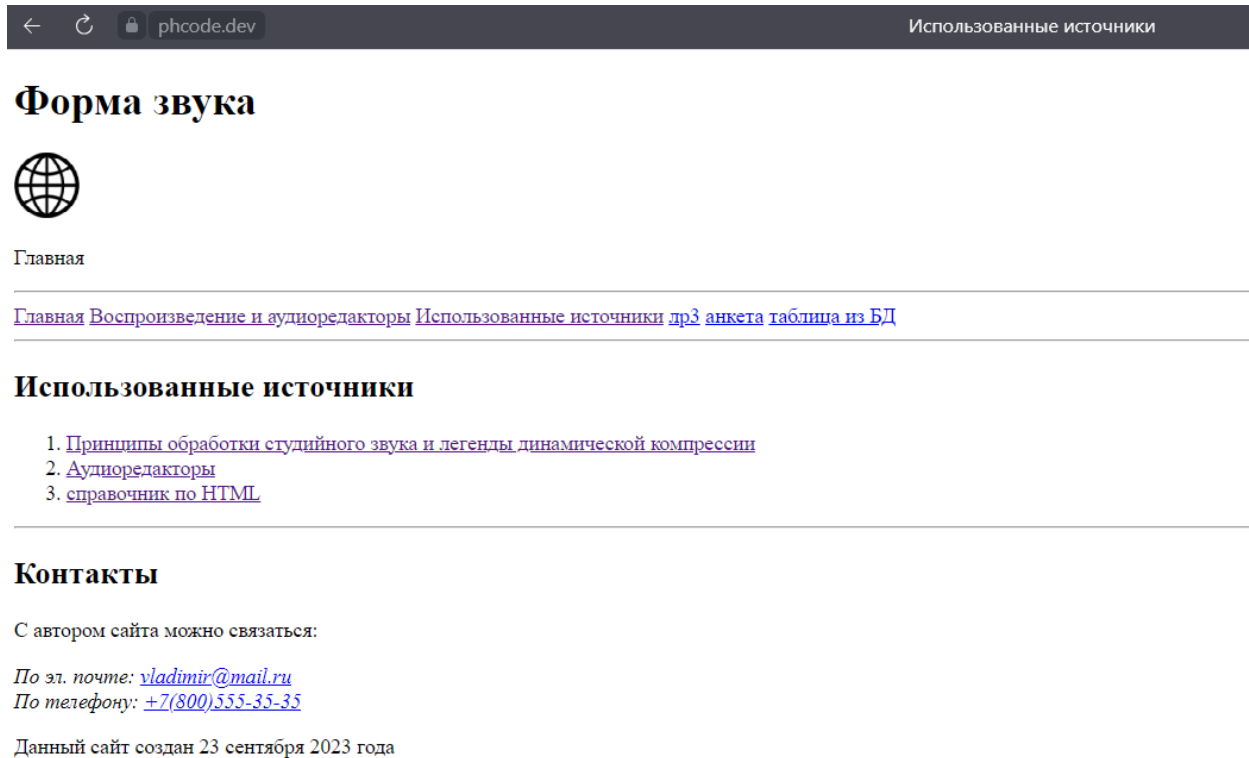 phcode.dev Использованные источники
Форма звука
Главная
Главная Воспроизведение и аудиоредакторы Использованные источники лр3 анкета таблица из БД
Использованные источники
1. Принципы обработки студийного звука и легенды динамической компрессии
2. Аудиоредакторы
3. справочник по HTML
Контакты
С автором сайта можно связаться:
По эл. почте: vladimir@mail.ru
По телефону: +7(800)555-35-35
Данный сайт создан 23 сентября 2023 года